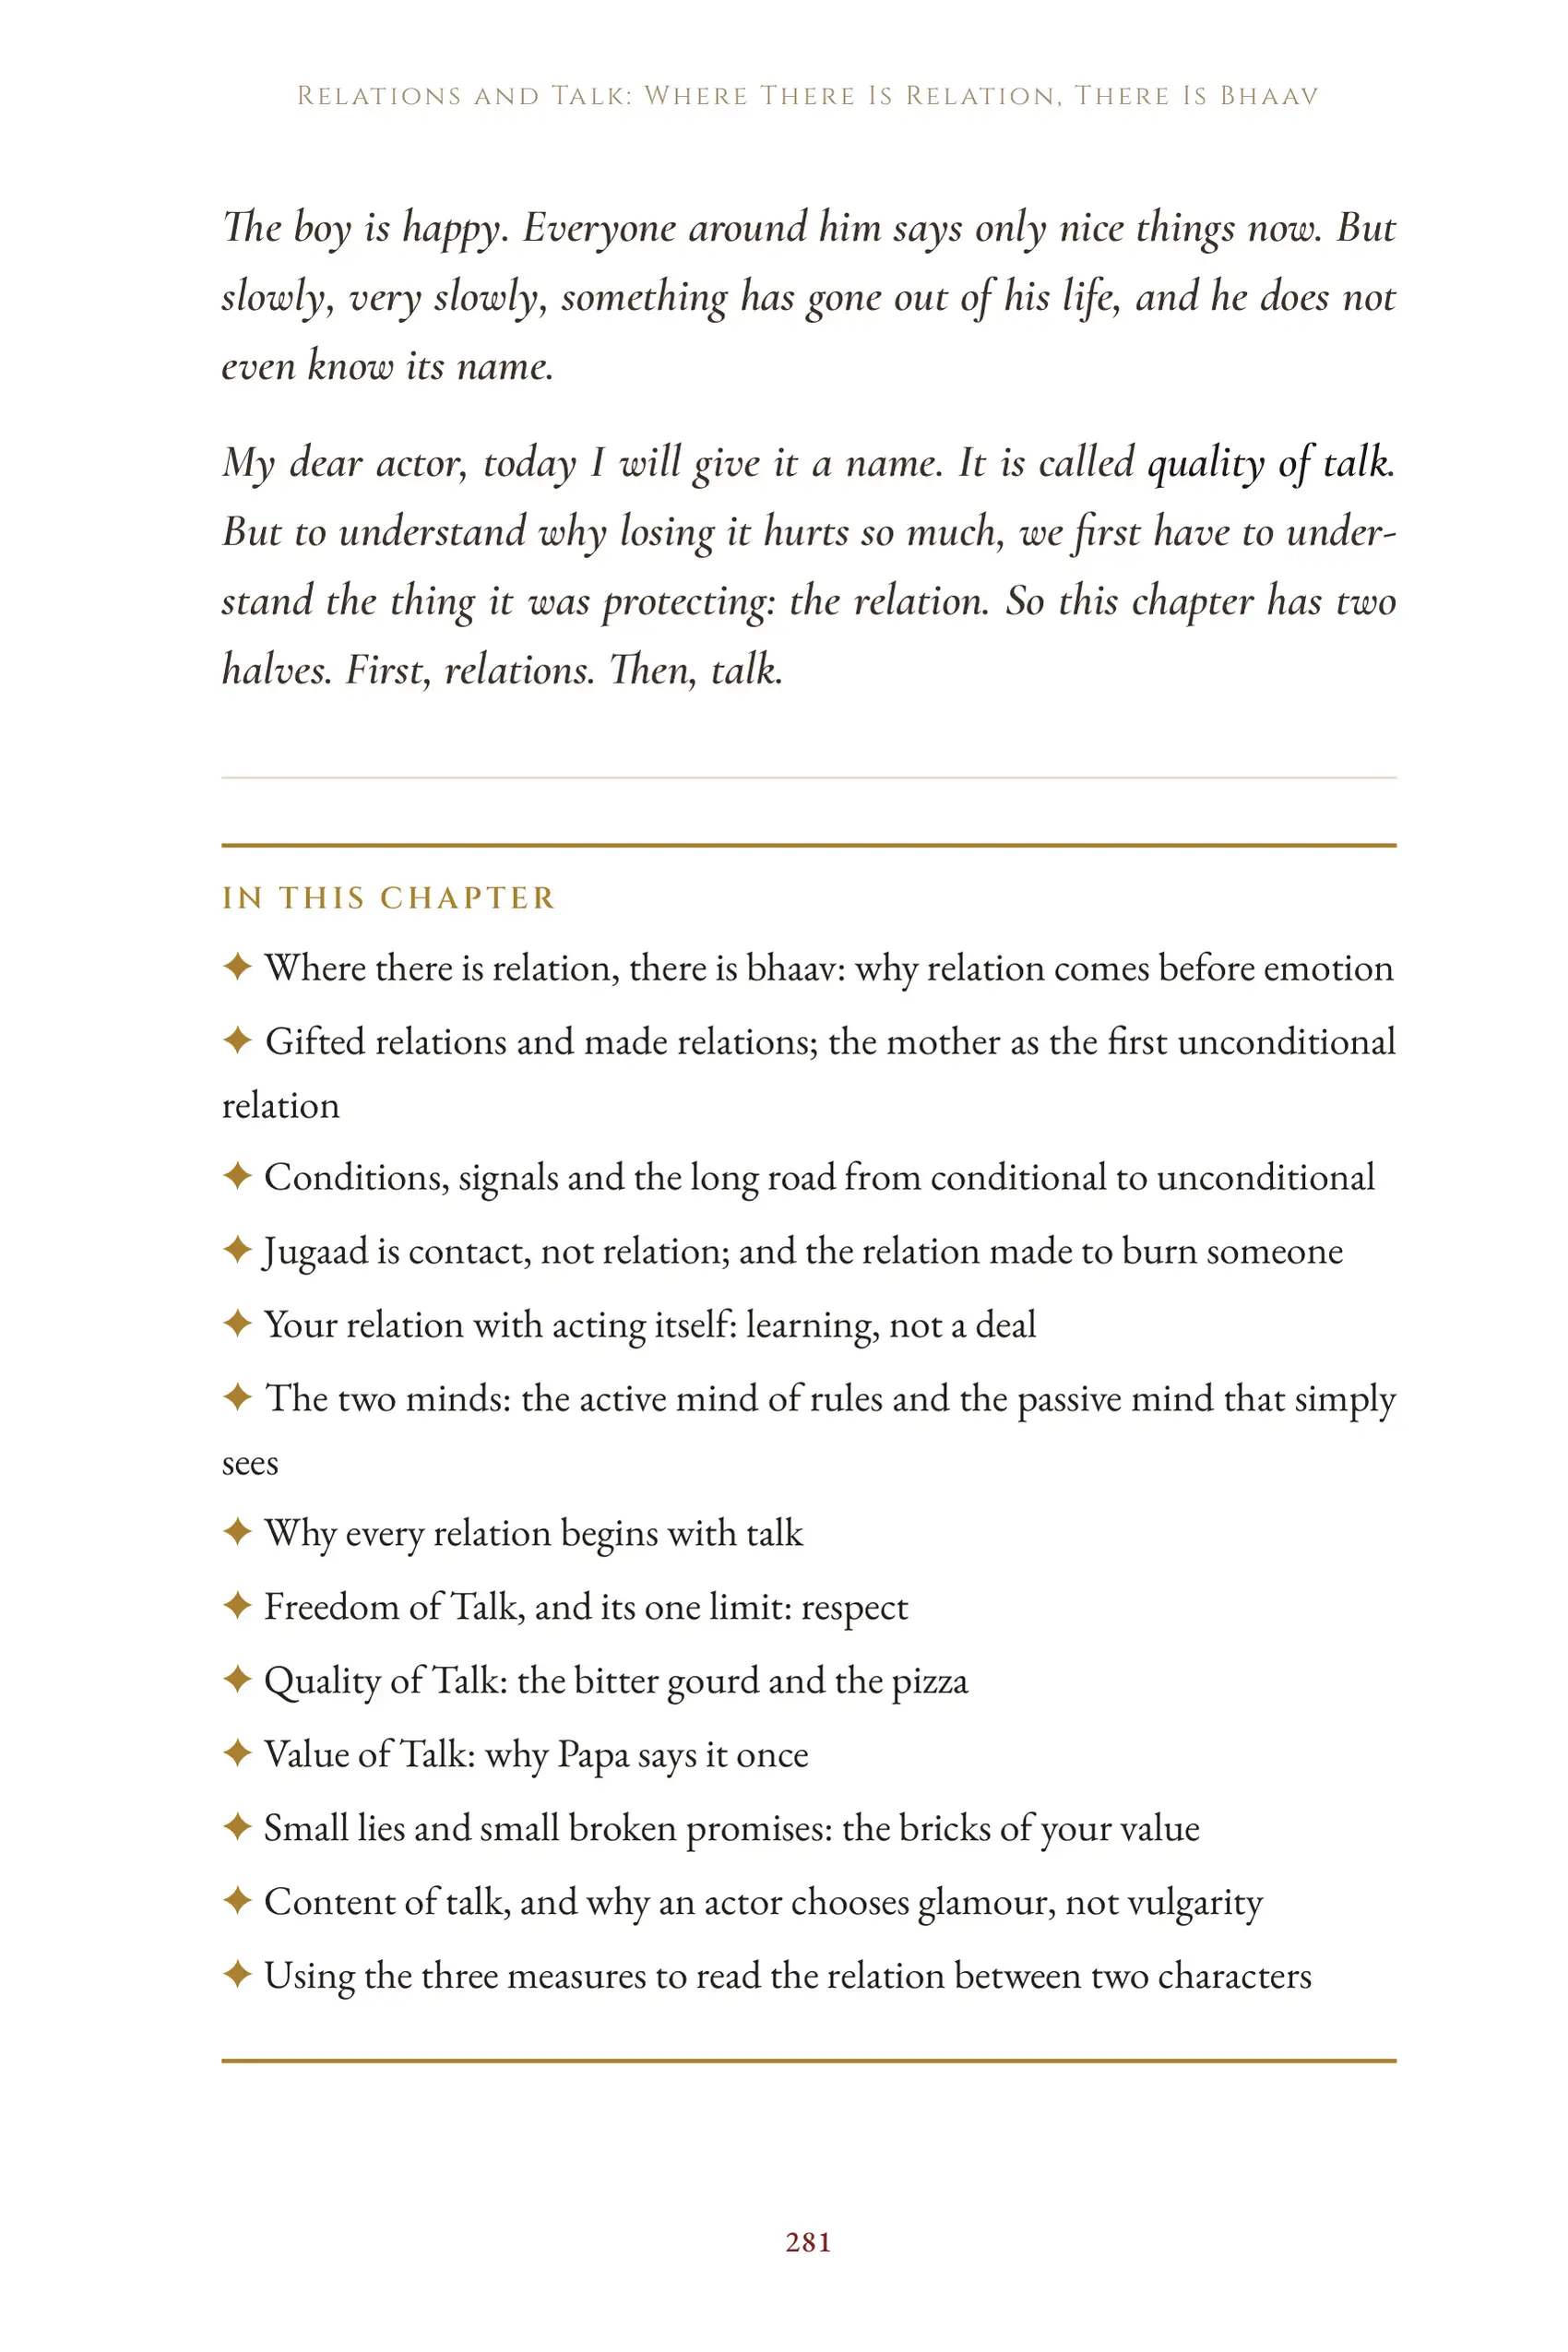 Relations and Talk: Where There Is Relation, There Is Bhaav
The boy is happy. Everyone around him says only nice things now. But
slowly, very slowly, something has gone out of his life, and he does not
even know its name.
My dear actor, today I will give it a name. It is called quality of talk.
But to understand why losing it hurts so much, we first have to under-
stand the thing it was protecting: the relation. So this chapter has two
halves. First, relations. Then, talk.
IN THIS CHAPTER
✦ Where there is relation, there is bhaav: why relation comes before emotion
✦ Gifted relations and made relations; the mother as the first unconditional
relation
✦ Conditions, signals and the long road from conditional to unconditional
✦ Jugaad is contact, not relation; and the relation made to burn someone
✦ Your relation with acting itself: learning, not a deal
✦ The two minds: the active mind of rules and the passive mind that simply
sees
✦ Why every relation begins with talk
✦ Freedom of Talk, and its one limit: respect
✦ Quality of Talk: the bitter gourd and the pizza
✦ Value of Talk: why Papa says it once
✦ Small lies and small broken promises: the bricks of your value
✦ Content of talk, and why an actor chooses glamour, not vulgarity
✦ Using the three measures to read the relation between two characters
281